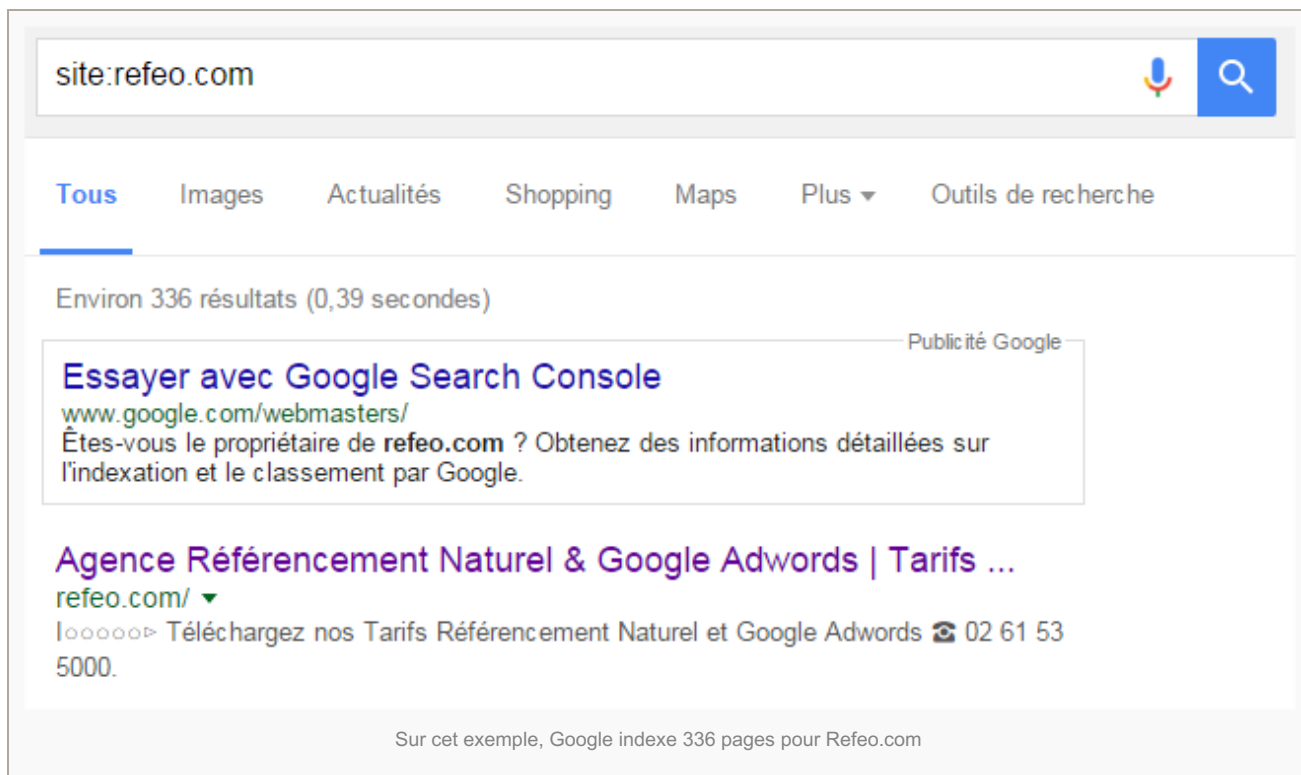 site:refeo.com
Tous Images Actualités Shopping Maps Plus Outils de recherche
Environ 336 résultats (0,39 secondes)
Publicité Google
Essayer avec Google Search Console
www.google.com/webmasters/
Êtes-vous le propriétaire de refeo.com ? Obtenez des informations détaillées sur
l'indexation et le classement par Google.
Agence Référencement Naturel & Google Adwords | Tarifs ...
refeo.com/
l○○○○○▹ Téléchargez nos Tarifs Référencement Naturel et Google Adwords ☎ 02 61 53
5000.
Sur cet exemple, Google indexe 336 pages pour Refeo.com